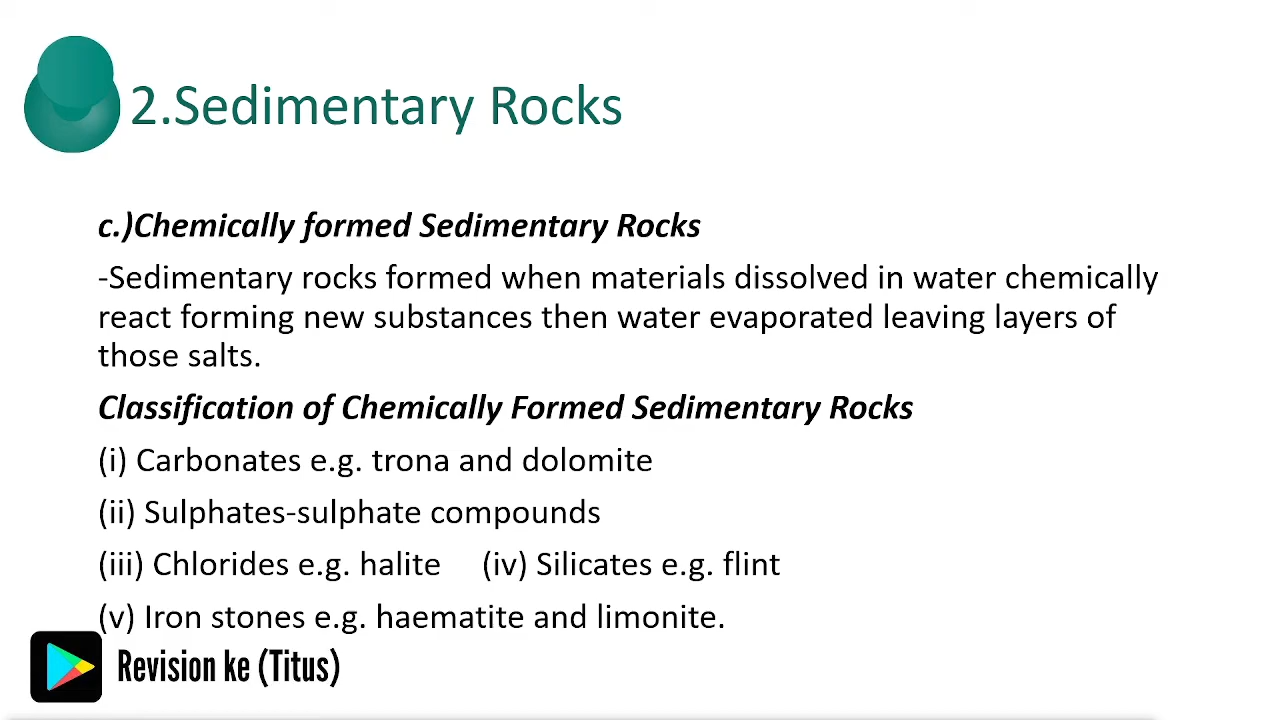 2.Sedimentary Rocks
c.)Chemically formed Sedimentary Rocks
-Sedimentary rocks formed when materials dissolved in water chemically
react forming new substances then water evaporated leaving layers of
those salts.
Classification of Chemically Formed Sedimentary Rocks
(i) Carbonates e.g. trona and dolomite
(ii) Sulphates-sulphate compounds
(iii) Chlorides e.g. halite (iv) Silicates e.g. flint
(v) Iron stones e.g. haematite and limonite.
Revision ke (Titus)